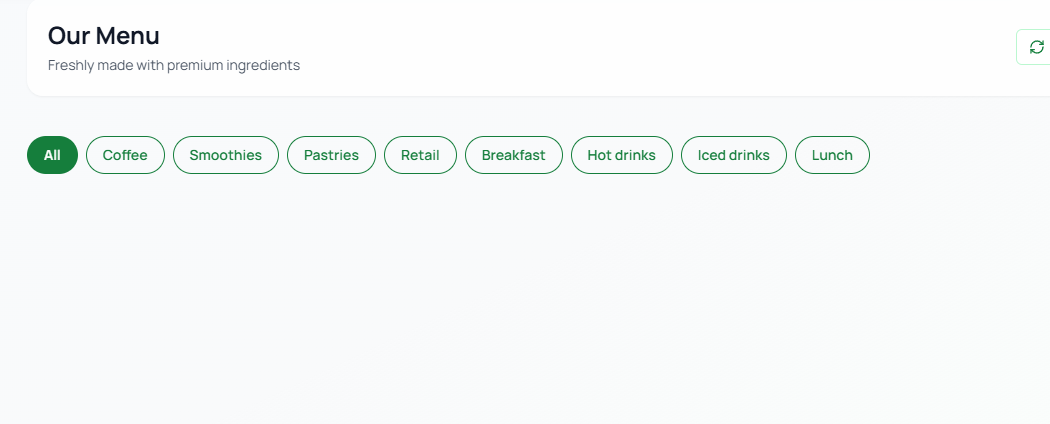 Our Menu
Freshly made with premium ingredients
All Coffee Smoothies Pastries Retail Breakfast Hot drinks Iced drinks Lunch